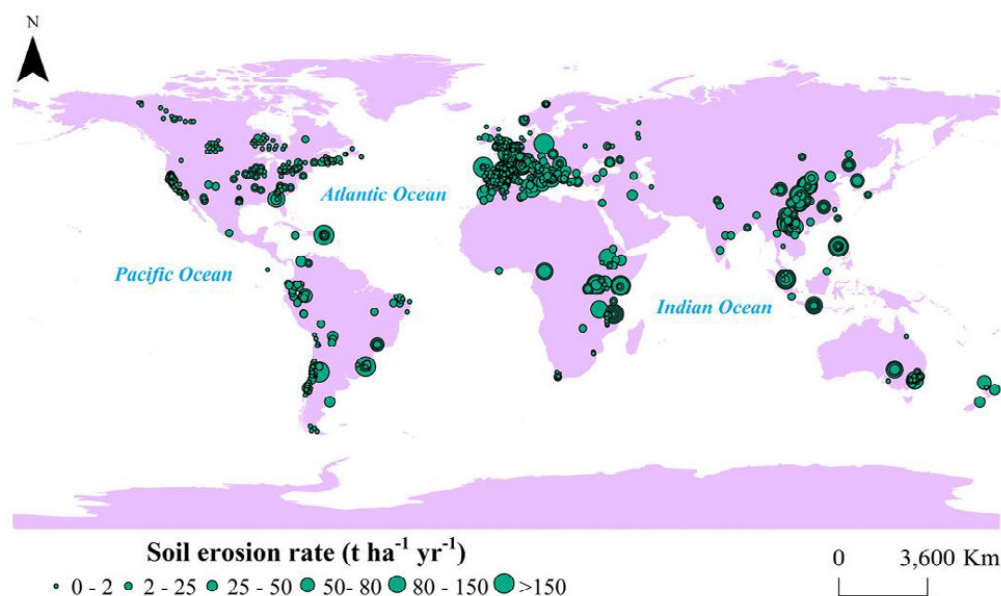 N
Atlantic Ocean
Pacific Ocean
Indian Ocean
Soil erosion rate (t ha⁻¹ yr⁻¹)
0 - 2 2 - 25 25 - 50 50- 80 80 - 150 >150
0 3,600 Km